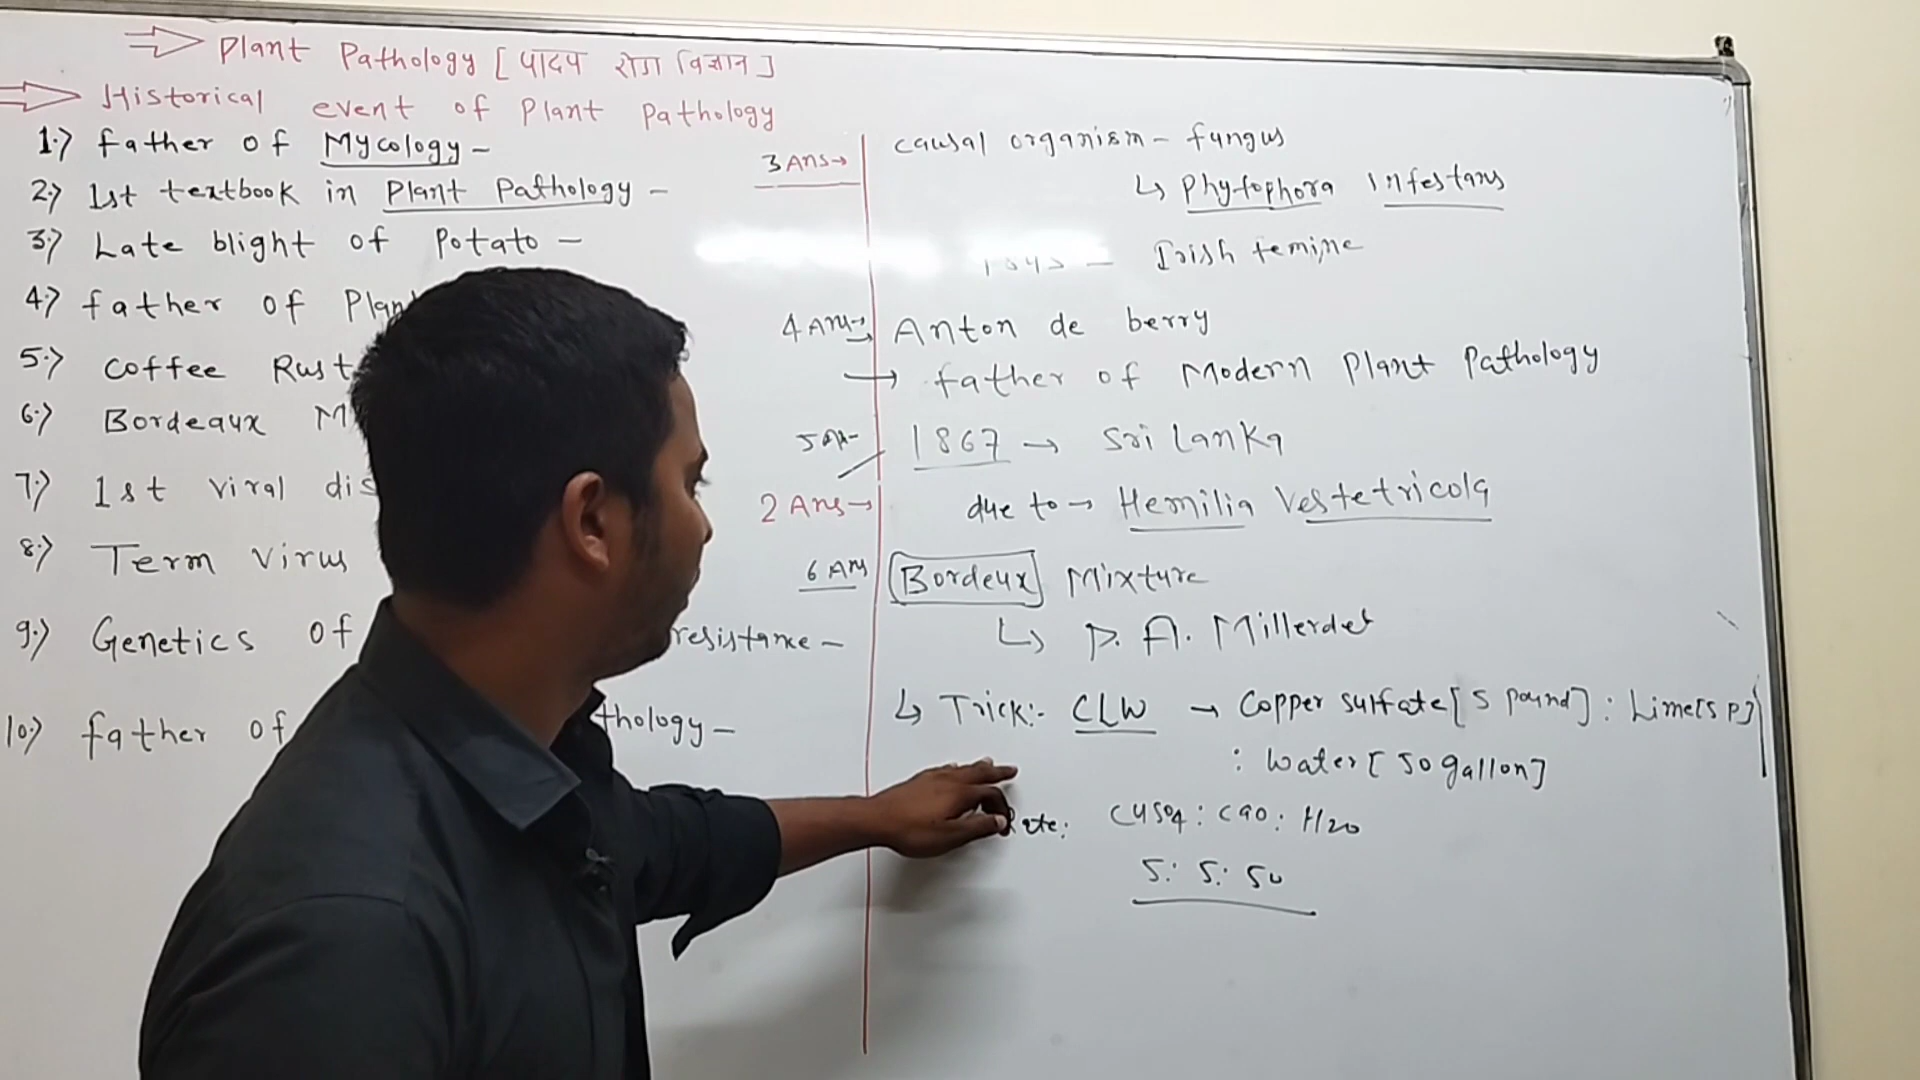 Plant Pathology [पादप रोग विज्ञान]
Historical event of Plant Pathology
1.) father of Mycology -
2.) 1st textbook in Plant Pathology -
3.) Late blight of Potato -
4.) father of Plan
5.) Coffee Rust
6.) Bordeaux M
7.) 1st viral dis
8.) Term Virus
9.) Genetics of resistance -
10.) father of thology -
3 Ans→ causal organism - fungus
↳ Phytophora Infestans
Irish femine
4 Ans→ Anton de berry
→ father of Modern Plant Pathology
5 An- 1867 → Sri Lanka
2 Ans→ due to → Hemilia Vestetricola
6 Ans Bordeux Mixture
↳ P. A. Millerdet
↳ Trick:- CLW → Copper sulfate [5 pound] : Lime[5 P]
: Water [50 gallon]
Rate: CuSo4 : CaO : H2O
5: 5: 50